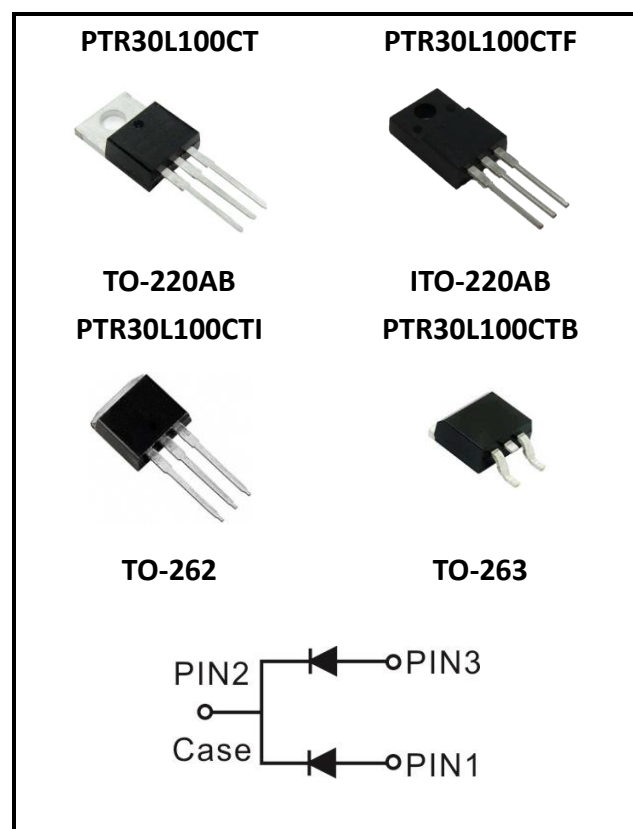 PTR30L100CT PTR30L100CTF
TO-220AB ITO-220AB
PTR30L100CTI PTR30L100CTB
TO-262 TO-263
PIN2 PIN3
Case PIN1